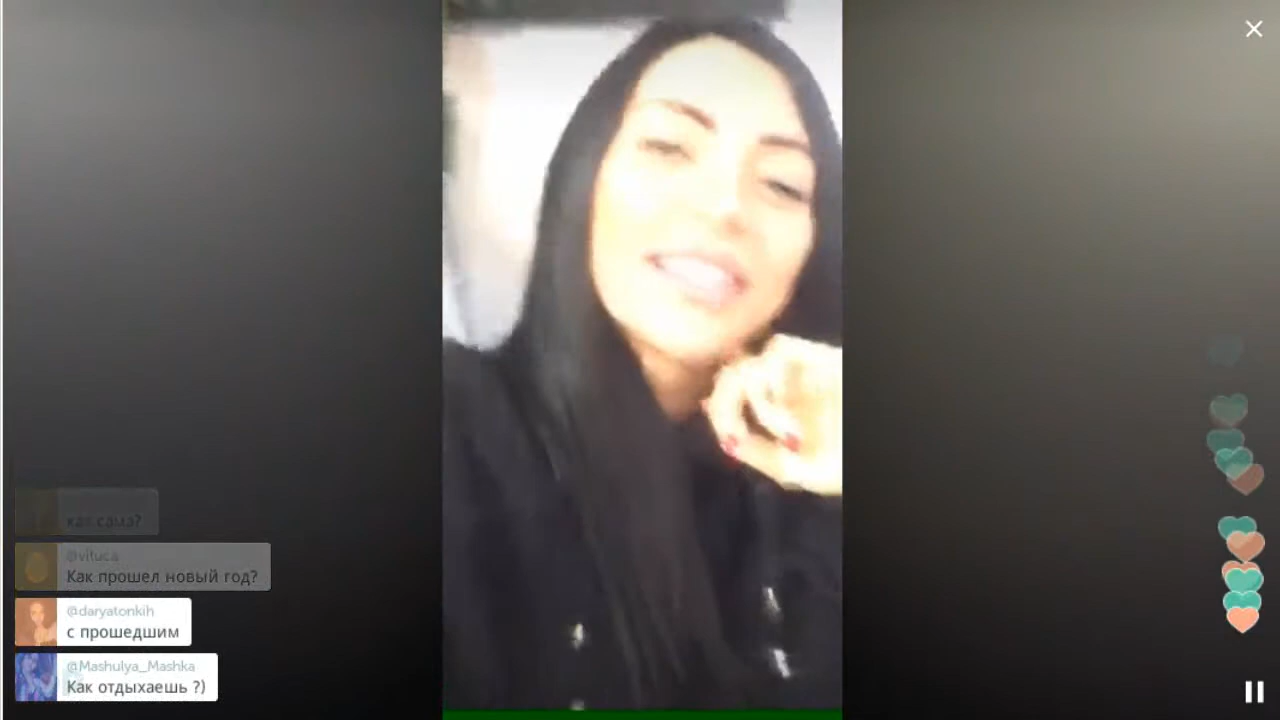 как сама?
@vituca
Как прошел новый год?
@daryatonkih
с прошедшим
@Mashulya_Mashka
Как отдыхаешь ?)